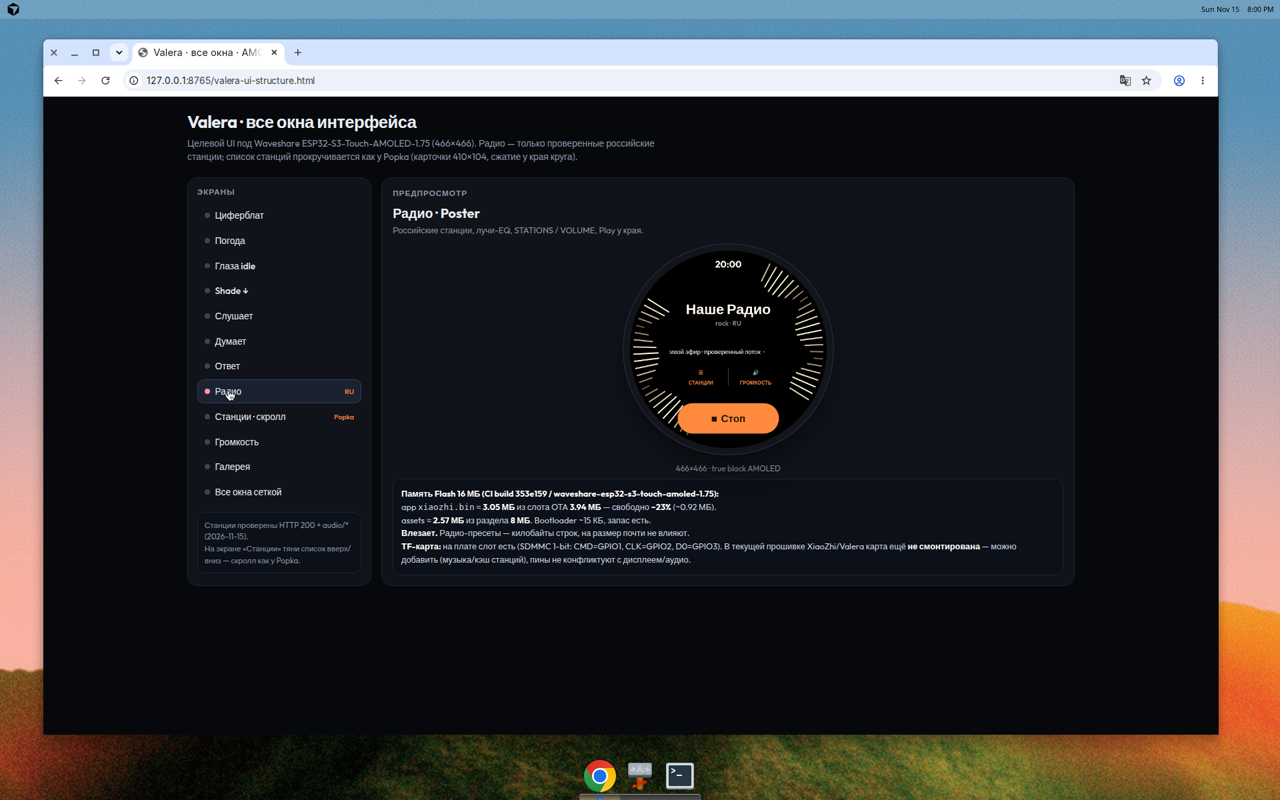 Sun Nov 15 8:00 PM
Valera · все окна · AMO
127.0.0.1:8765/valera-ui-structure.html
Valera · все окна интерфейса
Целевой UI под Waveshare ESP32-S3-Touch-AMOLED-1.75 (466×466). Радио — только проверенные российские
станции; список станций прокручивается как у Popka (карточки 410×104, сжатие у края круга).
ЭКРАНЫ
Циферблат
Погода
Глаза idle
Shade ↓
Слушает
Думает
Ответ
Радио RU
Станции · скролл Popka
Громкость
Галерея
Все окна сеткой
Станции проверены HTTP 200 + audio/*
(2026-11-15).
На экране «Станции» тяни список вверх/
вниз — скролл как у Popka.
ПРЕДПРОСМОТР
Радио · Poster
Российские станции, лучи-EQ, STATIONS / VOLUME, Play у края.
20:00
Наше Радио
rock · RU
ивой эфир · проверенный поток ·
СТАНЦИИ ГРОМКОСТЬ
■ Стоп
466×466 · true black AMOLED
Память Flash 16 МБ (CI build 353e159 / waveshare-esp32-s3-touch-amoled-1.75):
app xiaozhi.bin ≈ 3.05 МБ из слота OTA 3.94 МБ — свободно ~23% (~0.92 МБ).
assets ≈ 2.57 МБ из раздела 8 МБ. Bootloader ~15 КБ, запас есть.
Влезает. Радио-пресеты — килобайты строк, на размер почти не влияют.
TF-карта: на плате слот есть (SDMMC 1-bit: CMD=GPIO1, CLK=GPIO2, D0=GPIO3). В текущей прошивке XiaoZhi/Valera карта ещё не смонтирована — можно
добавить (музыка/кэш станций), пины не конфликтуют с дисплеем/аудио.